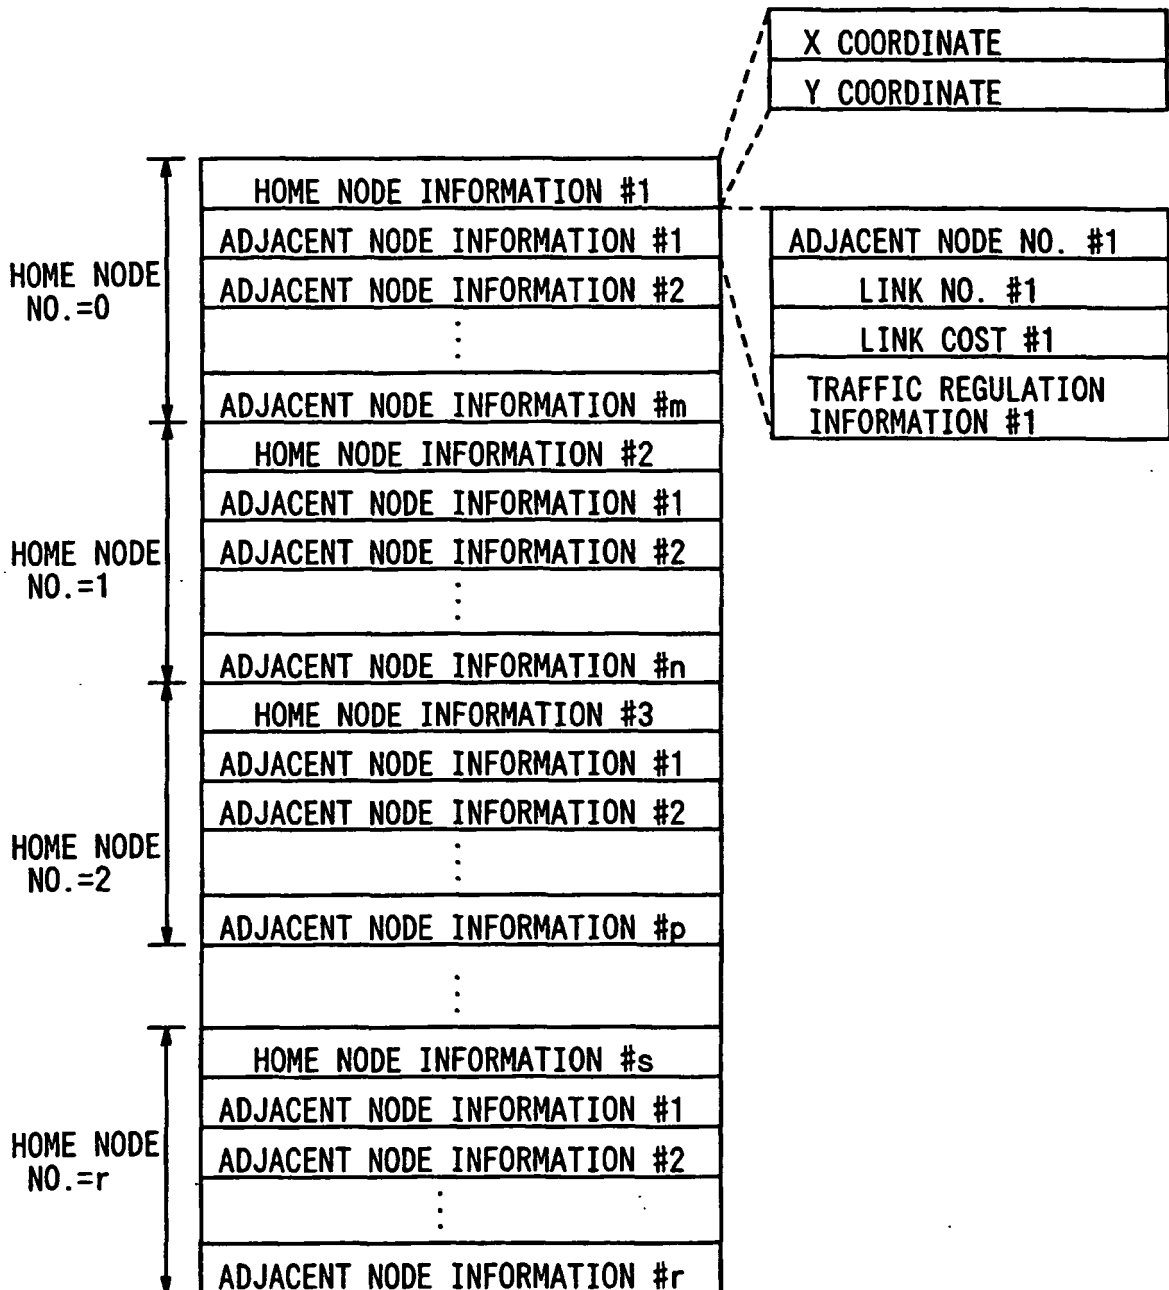 X COORDINATE
Y COORDINATE
HOME NODE INFORMATION #1
ADJACENT NODE INFORMATION #1
ADJACENT NODE INFORMATION #2
⋮
ADJACENT NODE INFORMATION #m
HOME NODE
NO.=0
ADJACENT NODE NO. #1
LINK NO. #1
LINK COST #1
TRAFFIC REGULATION
INFORMATION #1
HOME NODE INFORMATION #2
ADJACENT NODE INFORMATION #1
ADJACENT NODE INFORMATION #2
⋮
ADJACENT NODE INFORMATION #n
HOME NODE
NO.=1
HOME NODE INFORMATION #3
ADJACENT NODE INFORMATION #1
ADJACENT NODE INFORMATION #2
⋮
ADJACENT NODE INFORMATION #p
HOME NODE
NO.=2
⋮
HOME NODE INFORMATION #s
ADJACENT NODE INFORMATION #1
ADJACENT NODE INFORMATION #2
⋮
ADJACENT NODE INFORMATION #r
HOME NODE
NO.=r